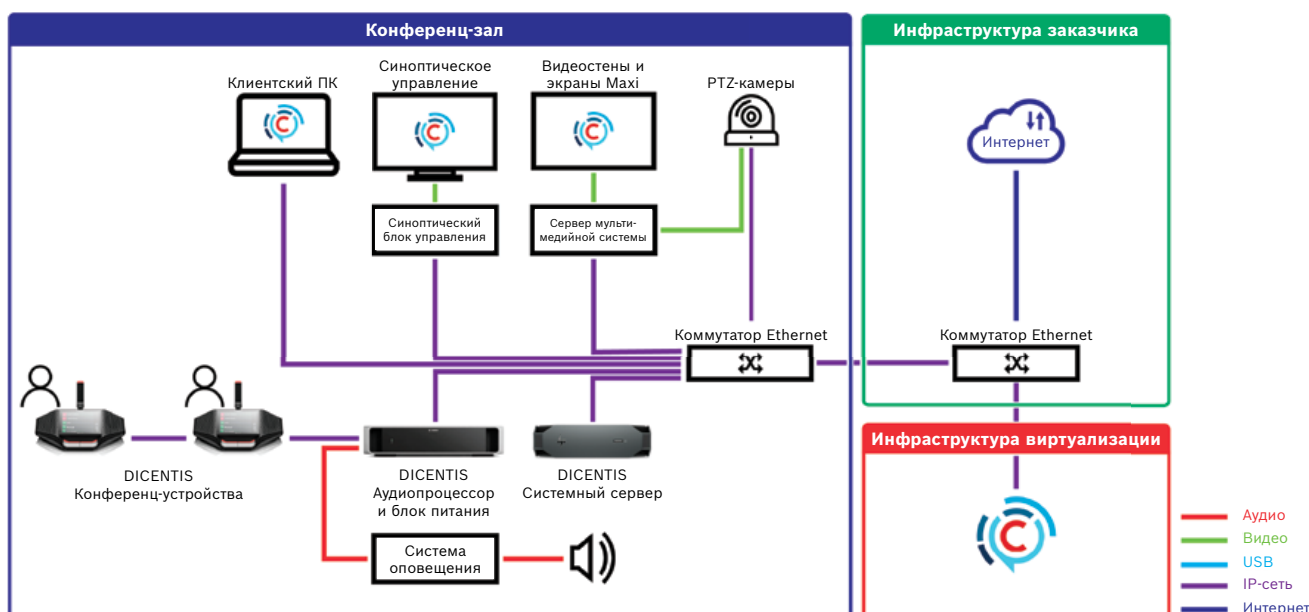 Конференц-зал
Инфраструктура заказчика
Клиентский ПК
Синоптическое
управление
Видеостены и
экраны Maxi
PTZ-камеры
Интернет
Синоптический
блок управления
Сервер мульти-
медийной системы
Коммутатор Ethernet
Коммутатор Ethernet
DICENTIS
Конференц-устройства
DICENTIS
Аудиопроцессор
и блок питания
DICENTIS
Системный сервер
Система
оповещения
Инфраструктура виртуализации
Аудио
Видео
USB
IP-сеть
Интернет